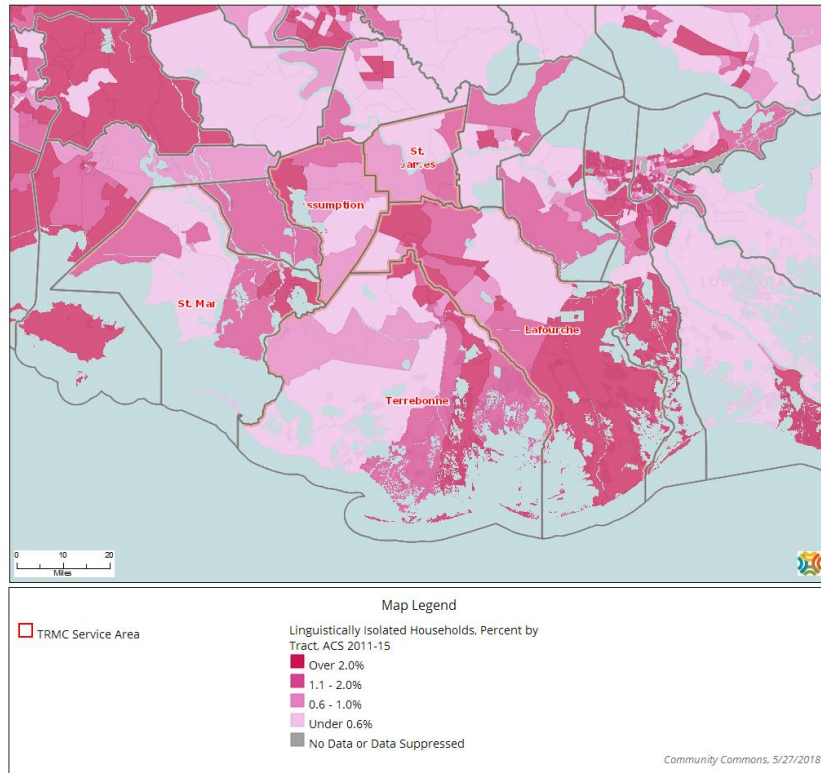 St.
James
Assumption
LOUISIANA
St. Mar
Lafourche
Terrebonne
0 10 20
Miles
Map Legend
TRMC Service Area
Linguistically Isolated Households, Percent by
Tract, ACS 2011-15
Over 2.0%
1.1 - 2.0%
0.6 - 1.0%
Under 0.6%
No Data or Data Suppressed
Community Commons, 5/27/2018